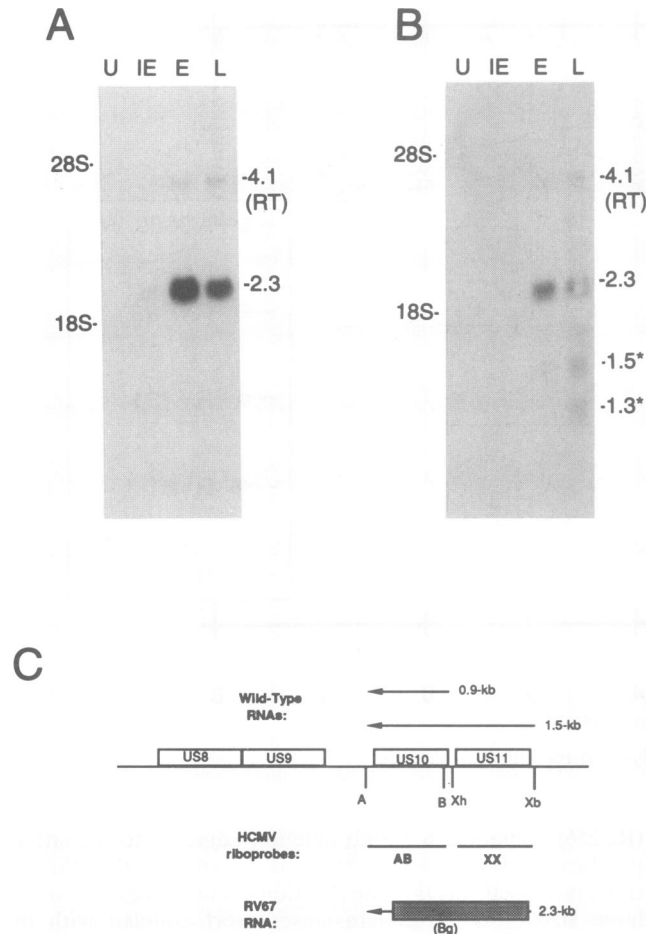 A
U IE E L
28S-
-4.1
(RT)
-2.3
18S-
B
U IE E L
28S-
-4.1
(RT)
-2.3
18S-
-1.5*
-1.3*
C
Wild-Type
RNAs:
0.9-kb
1.5-kb
US8
US9
US10
US11
A
B
Xh
Xb
HCMV
riboprobes:
AB
XX
RV67
RNA:
(Bg)
2.3-kb